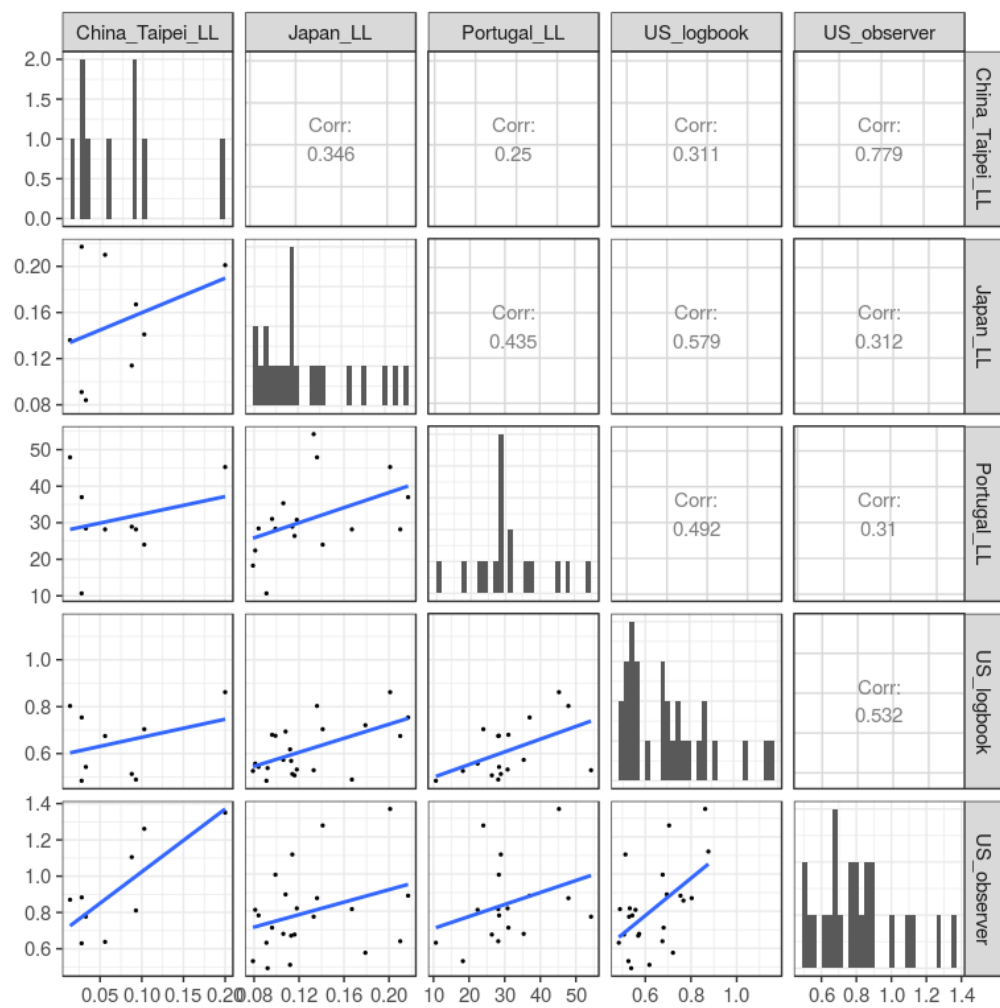 China_Taipei_LL Japan_LL Portugal_LL US_logbook US_observer
2.0
1.5
1.0
0.5
0.0
Corr:
0.346
Corr:
0.25
Corr:
0.311
Corr:
0.779
China_Taipei_LL
0.20
0.16
0.12
0.08
Corr:
0.435
Corr:
0.579
Corr:
0.312
Japan_LL
50
40
30
20
10
Corr:
0.492
Corr:
0.31
Portugal_LL
1.0
0.8
0.6
Corr:
0.532
US_logbook
1.4
1.2
1.0
0.8
0.6
US_observer
0.05 0.10 0.15 0.20 0.08 0.12 0.16 0.20 10 20 30 40 50 0.6 0.8 1.0 0.6 0.8 1.0 1.2 1.4